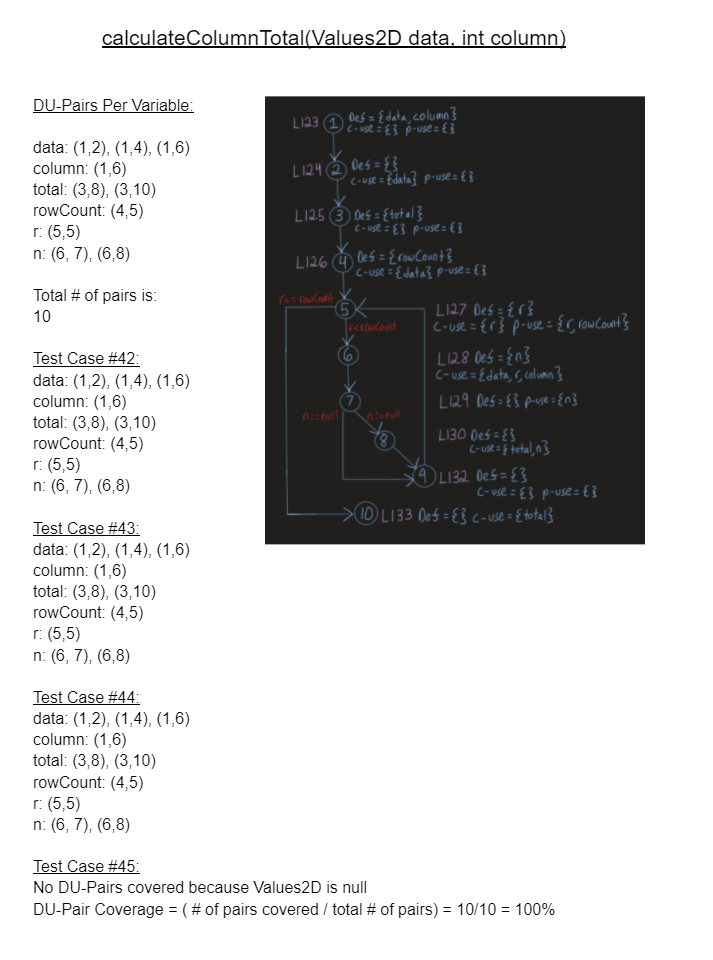 calculateColumnTotal(Values2D data, int column)
DU-Pairs Per Variable:
data: (1,2), (1,4), (1,6)
column: (1,6)
total: (3,8), (3,10)
rowCount: (4,5)
r: (5,5)
n: (6, 7), (6,8)
Total # of pairs is:
10
Test Case #42:
data: (1,2), (1,4), (1,6)
column: (1,6)
total: (3,8), (3,10)
rowCount: (4,5)
r: (5,5)
n: (6, 7), (6,8)
Test Case #43:
data: (1,2), (1,4), (1,6)
column: (1,6)
total: (3,8), (3,10)
rowCount: (4,5)
r: (5,5)
n: (6, 7), (6,8)
Test Case #44:
data: (1,2), (1,4), (1,6)
column: (1,6)
total: (3,8), (3,10)
rowCount: (4,5)
r: (5,5)
n: (6, 7), (6,8)
Test Case #45:
No DU-Pairs covered because Values2D is null
DU-Pair Coverage = ( # of pairs covered / total # of pairs) = 10/10 = 100%
L123 1 Def = {data, column}
c-use = {} p-use = {}
L124 2 Def = {}
c-use = {data} p-use = {}
L125 3 Def = {total}
c-use = {} p-use = {}
L126 4 Def = {rowCount}
c-use = {data} p-use = {}
r>= rowCount
5 L127 Def = {r}
r<rowCount c-use = {r} p-use = {r, rowCount}
6 L128 Def = {n}
c-use = {data, r, column}
7 L129 Def = {} p-use = {n}
n==null n!=null
8 L130 Def = {}
c-use = {total, n}
9 L132 Def = {}
c-use = {} p-use = {}
10 L133 Def = {} c-use = {total}